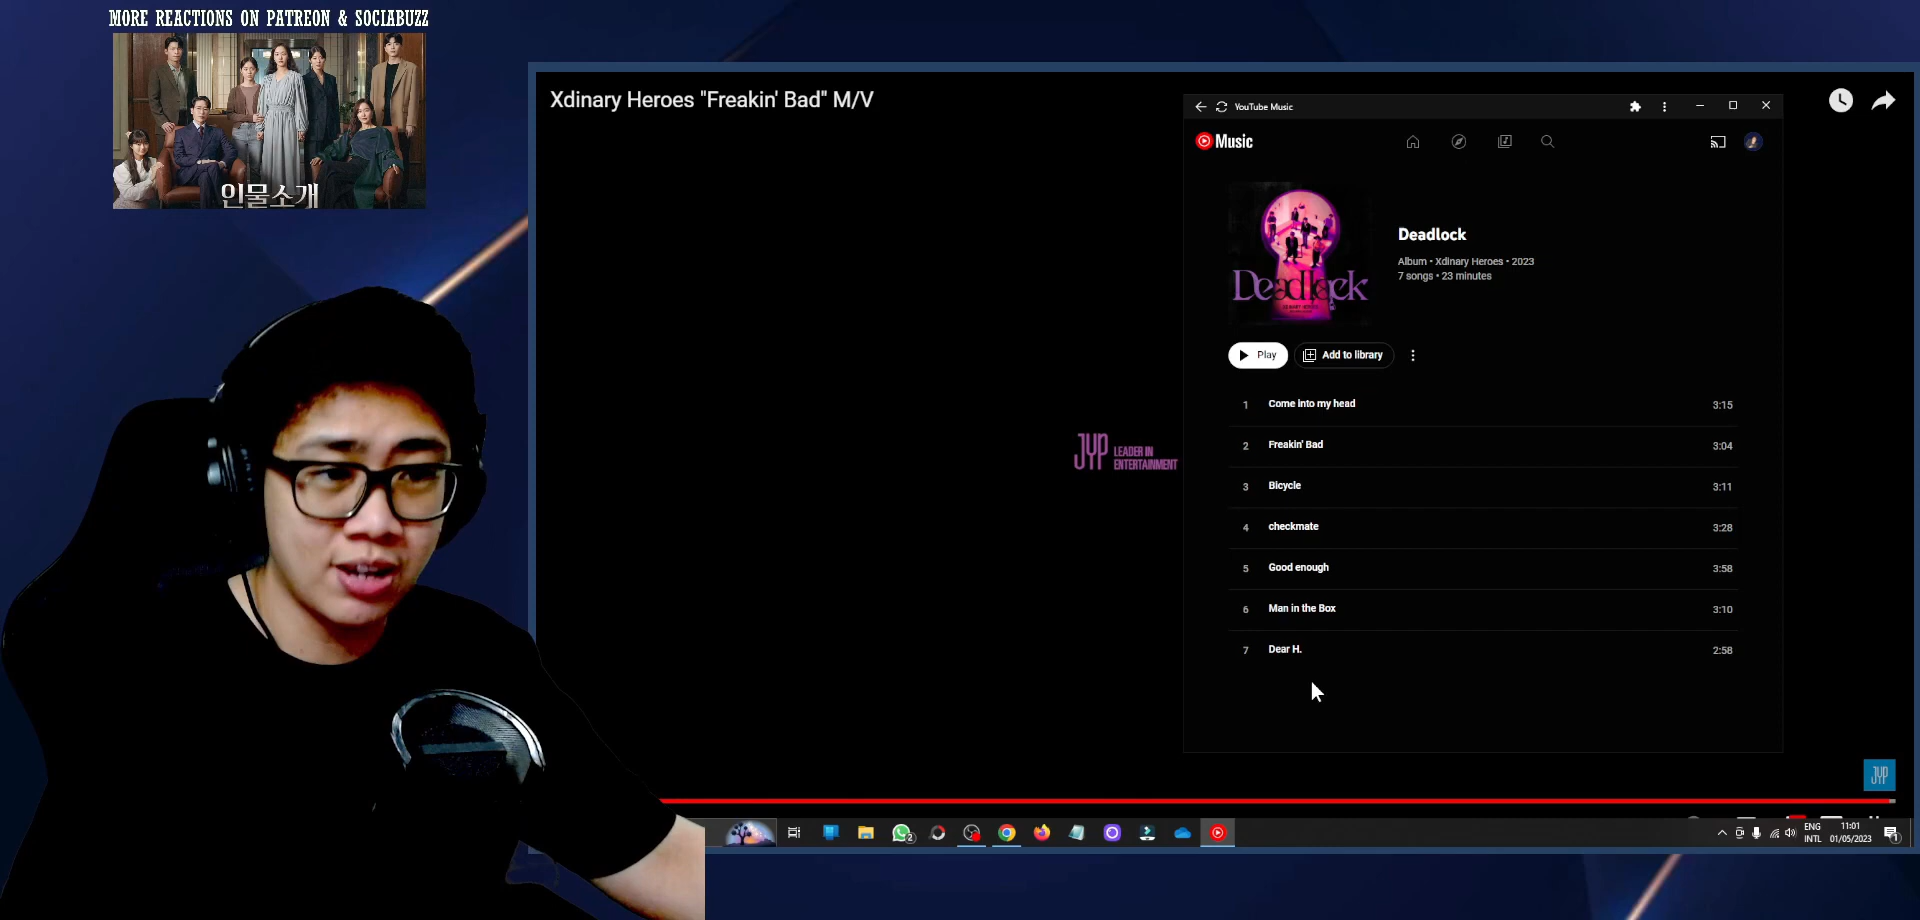 MORE REACTIONS ON PATREON & SOCIABUZZ
인물소개
Xdinary Heroes "Freakin' Bad" M/V
YouTube Music
Music
Deadlock
Deadlock
Album • Xdinary Heroes • 2023
7 songs • 23 minutes
Play
Add to library
1 Come into my head 3:15
2 Freakin' Bad 3:04
3 Bicycle 3:11
4 checkmate 3:28
5 Good enough 3:58
6 Man in the Box 3:10
7 Dear H. 2:58
JYP LEADER IN
ENTERTAINMENT
JYP
2
ENG
INTL
11:01
01/05/2023
1